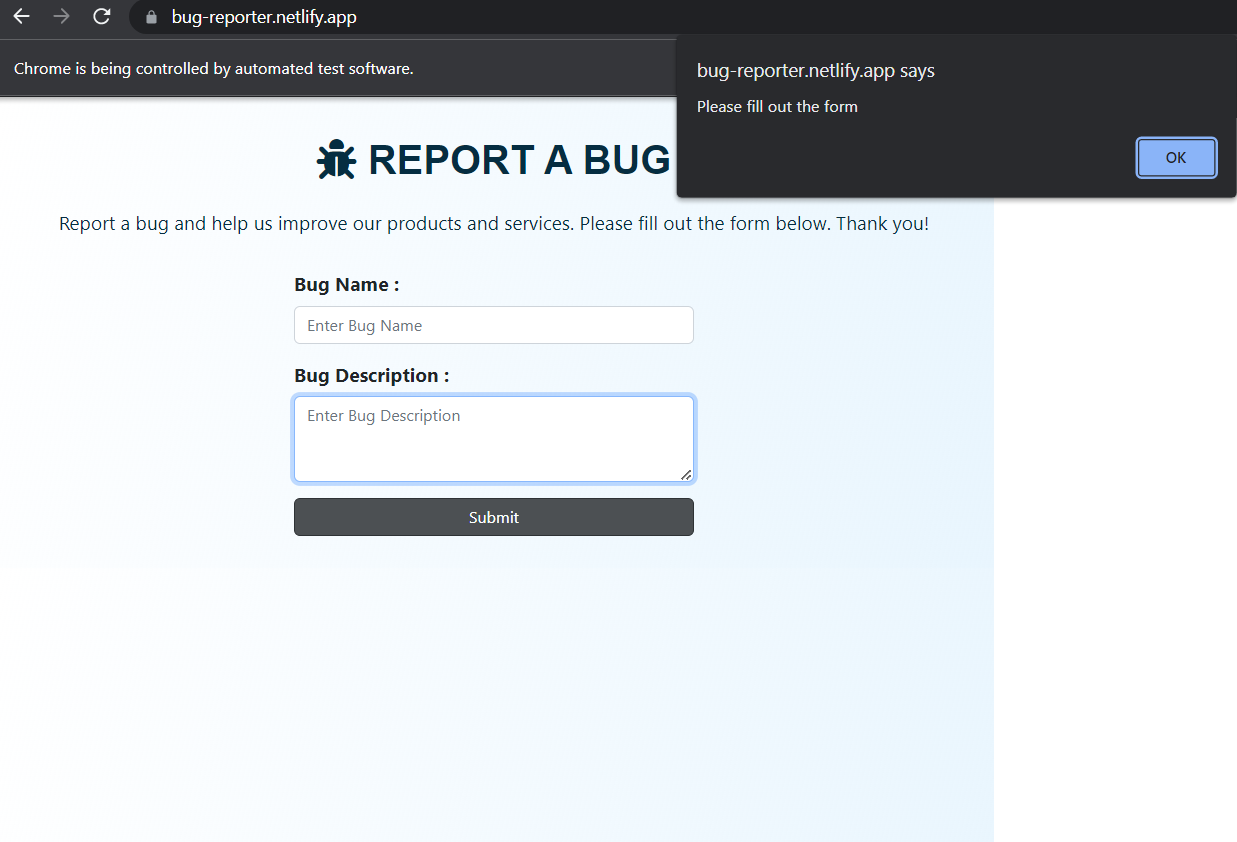 bug-reporter.netlify.app
Chrome is being controlled by automated test software.
bug-reporter.netlify.app says
Please fill out the form
OK
REPORT A BUG
Report a bug and help us improve our products and services. Please fill out the form below. Thank you!
Bug Name :
Enter Bug Name
Bug Description :
Enter Bug Description
Submit